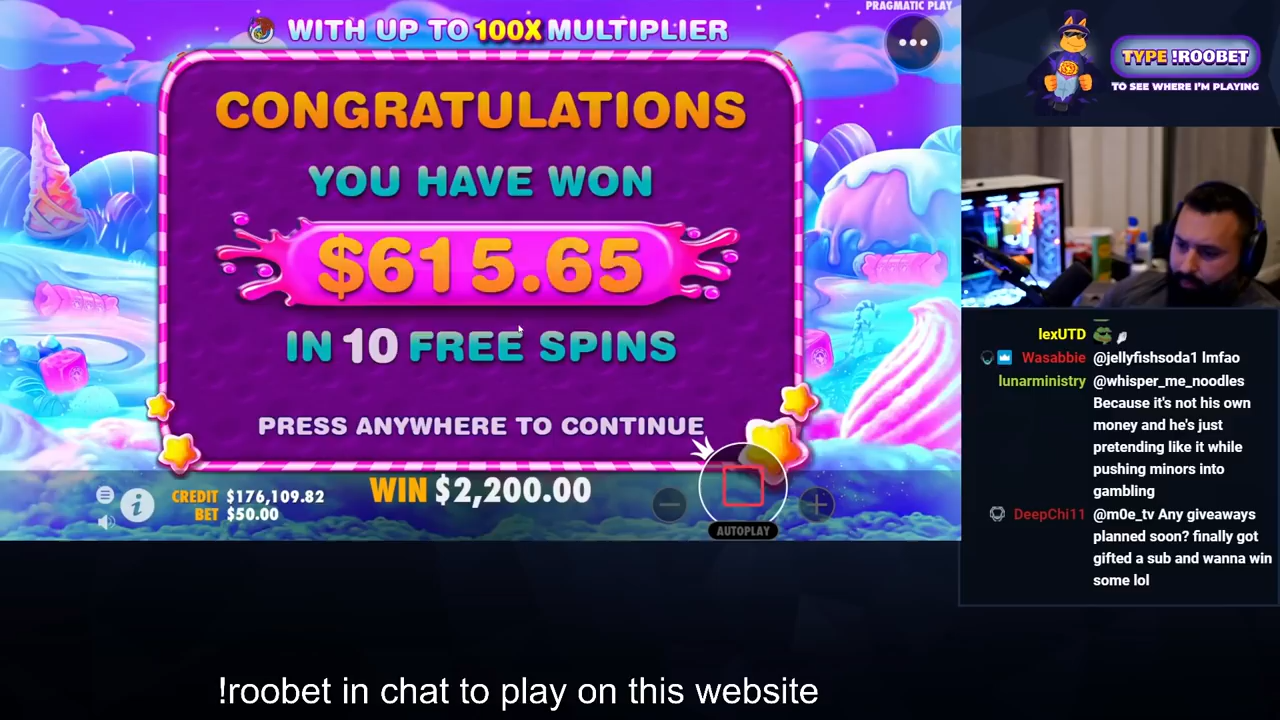 PRAGMATIC PLAY
WITH UP TO 100X MULTIPLIER
CONGRATULATIONS
YOU HAVE WON
$615.65
IN 10 FREE SPINS
PRESS ANYWHERE TO CONTINUE
CREDIT $176,109.82
BET $50.00
WIN $2,200.00
AUTOPLAY
TYPE !ROOBET
TO SEE WHERE I'M PLAYING
lexUTD
Wasabbie @jellyfishsoda1 lmfao
lunarministry @whisper_me_noodles
Because it's not his own
money and he's just
pretending like it while
pushing minors into
gambling
DeepChi11 @m0e_tv Any giveaways
planned soon? finally got
gifted a sub and wanna win
some lol
!roobet in chat to play on this website